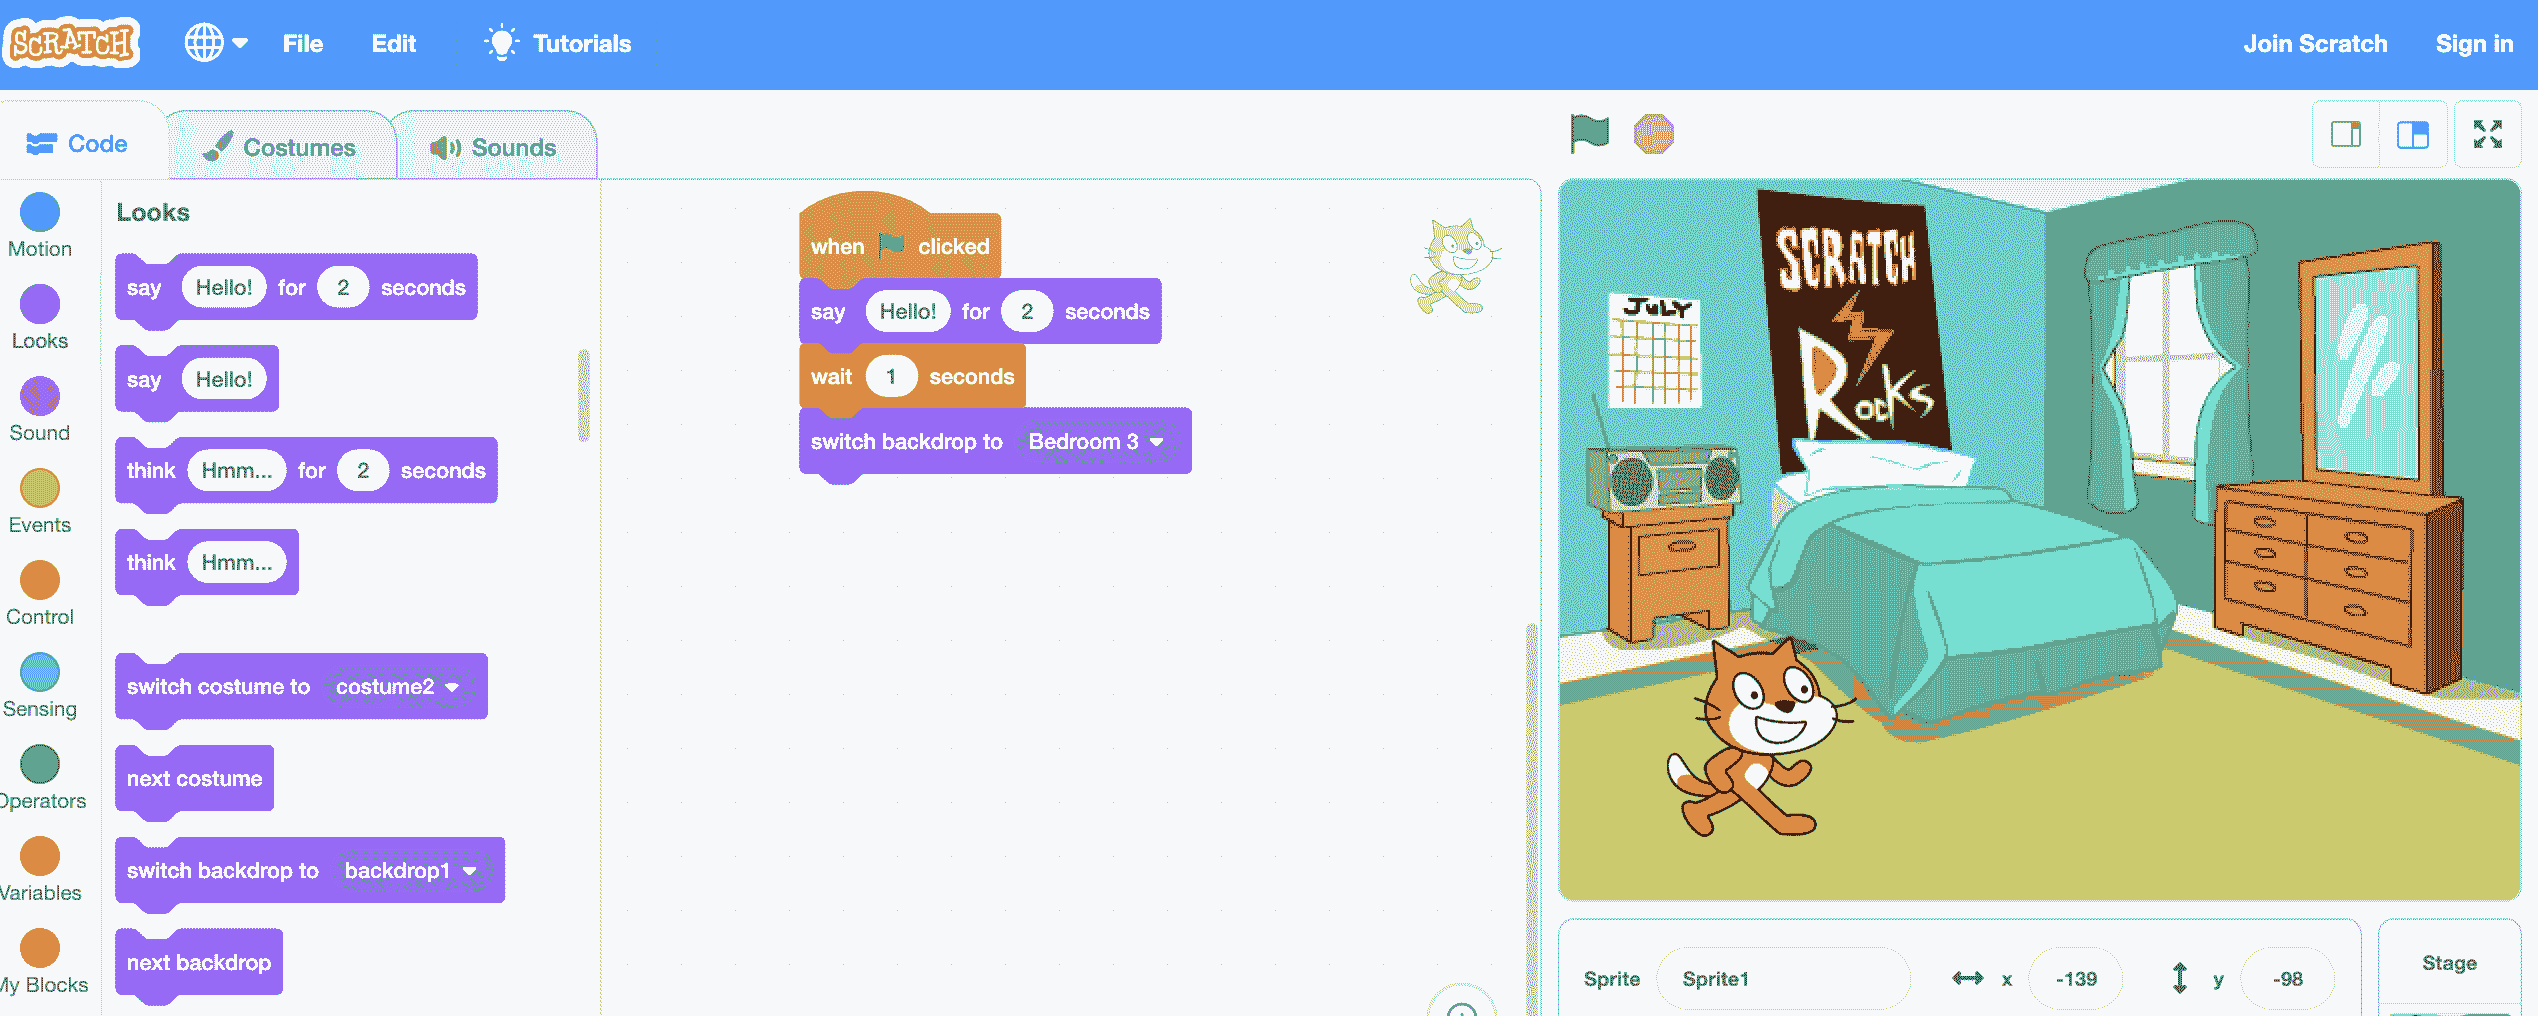 SCRATCH
File
Edit
Tutorials
Join Scratch
Sign in
Code
Costumes
Sounds
Motion
Looks
Sound
Events
Control
Sensing
Operators
Variables
My Blocks
Looks
say Hello! for 2 seconds
say Hello!
think Hmm... for 2 seconds
think Hmm...
switch costume to costume2
next costume
switch backdrop to backdrop1
next backdrop
when clicked
say Hello! for 2 seconds
wait 1 seconds
switch backdrop to Bedroom 3
JULY
SCRATCH
Rocks
Sprite Sprite1 x -139 y -98
Stage